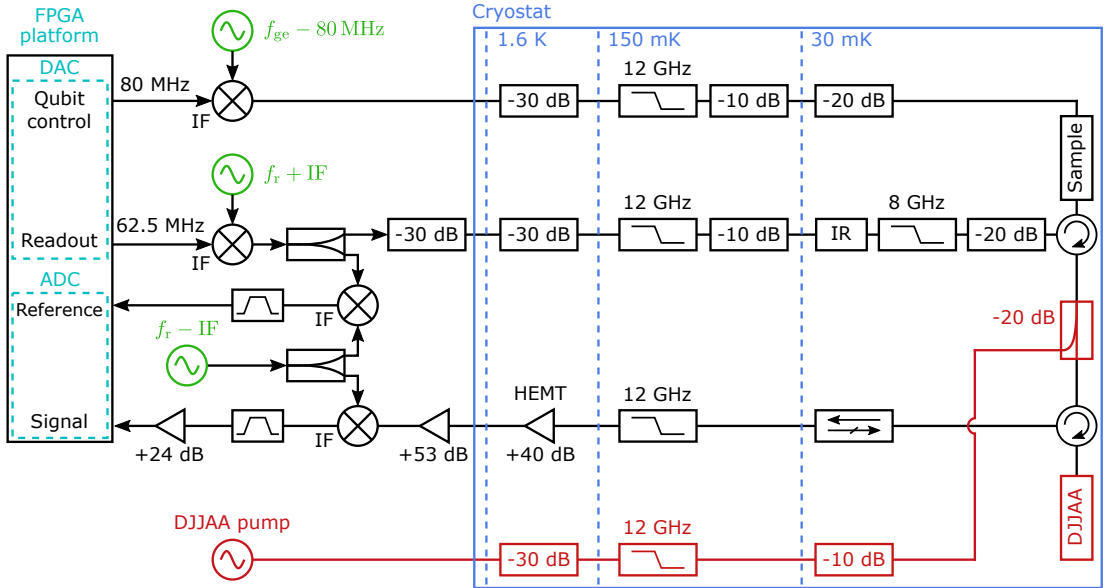 FPGA
platform
DAC
Qubit
control
Readout
ADC
Reference
Signal
80 MHz
IF
f_ge − 80 MHz
62.5 MHz
IF
f_r + IF
-30 dB
IF
f_r − IF
IF
+24 dB
+53 dB
DJJAA pump
Cryostat
1.6 K
150 mK
30 mK
-30 dB
12 GHz
-10 dB
-20 dB
Sample
-30 dB
12 GHz
-10 dB
IR
8 GHz
-20 dB
-20 dB
HEMT
+40 dB
12 GHz
DJJAA
-30 dB
12 GHz
-10 dB